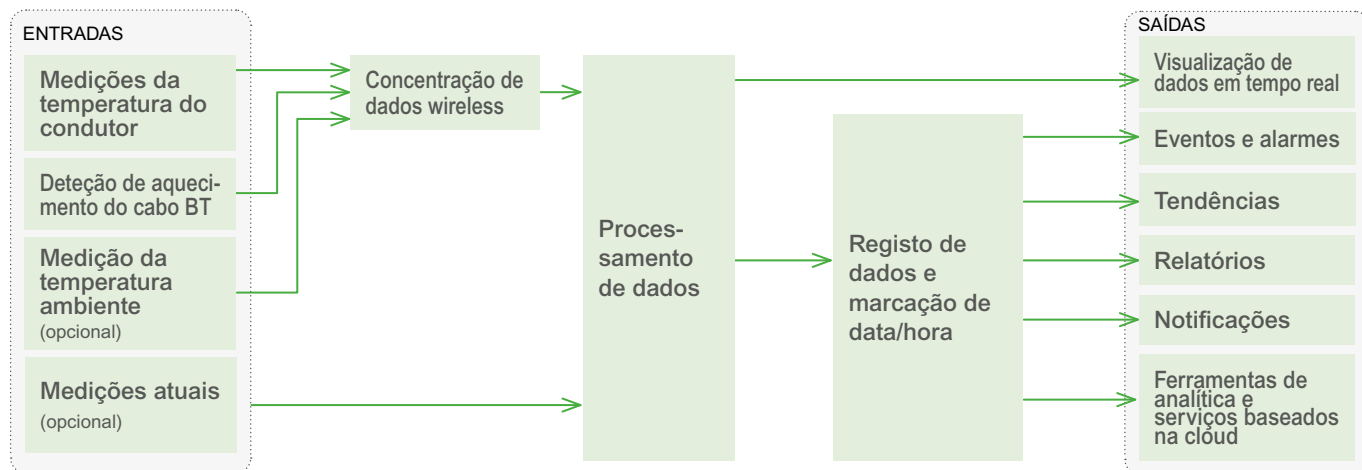 ENTRADAS
Medições da
temperatura do
condutor
Deteção de aqueci-
mento do cabo BT
Medição da
temperatura
ambiente
(opcional)
Medições atuais
(opcional)
Concentração de
dados wireless
Proces-
samento
de dados
Registo de
dados e
marcação de
data/hora
SAÍDAS
Visualização de
dados em tempo real
Eventos e alarmes
Tendências
Relatórios
Notificações
Ferramentas de
analítica e
serviços baseados
na cloud